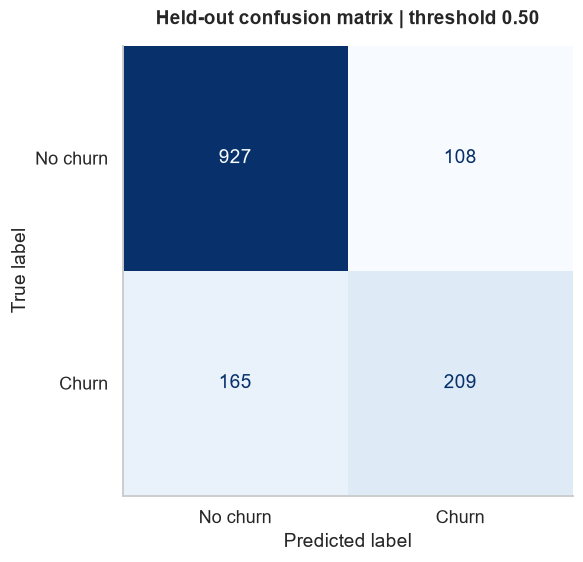 Held-out confusion matrix | threshold 0.50
No churn
927
108
True label
Churn
165
209
No churn
Churn
Predicted label